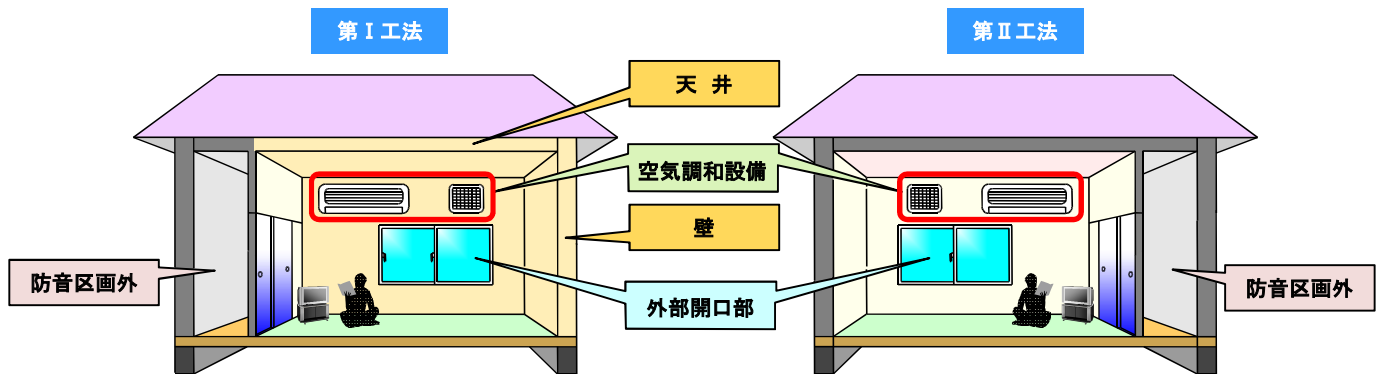 第Ⅰ工法
第Ⅱ工法
天 井
空気調和設備
壁
防音区画外
外部開口部
防音区画外